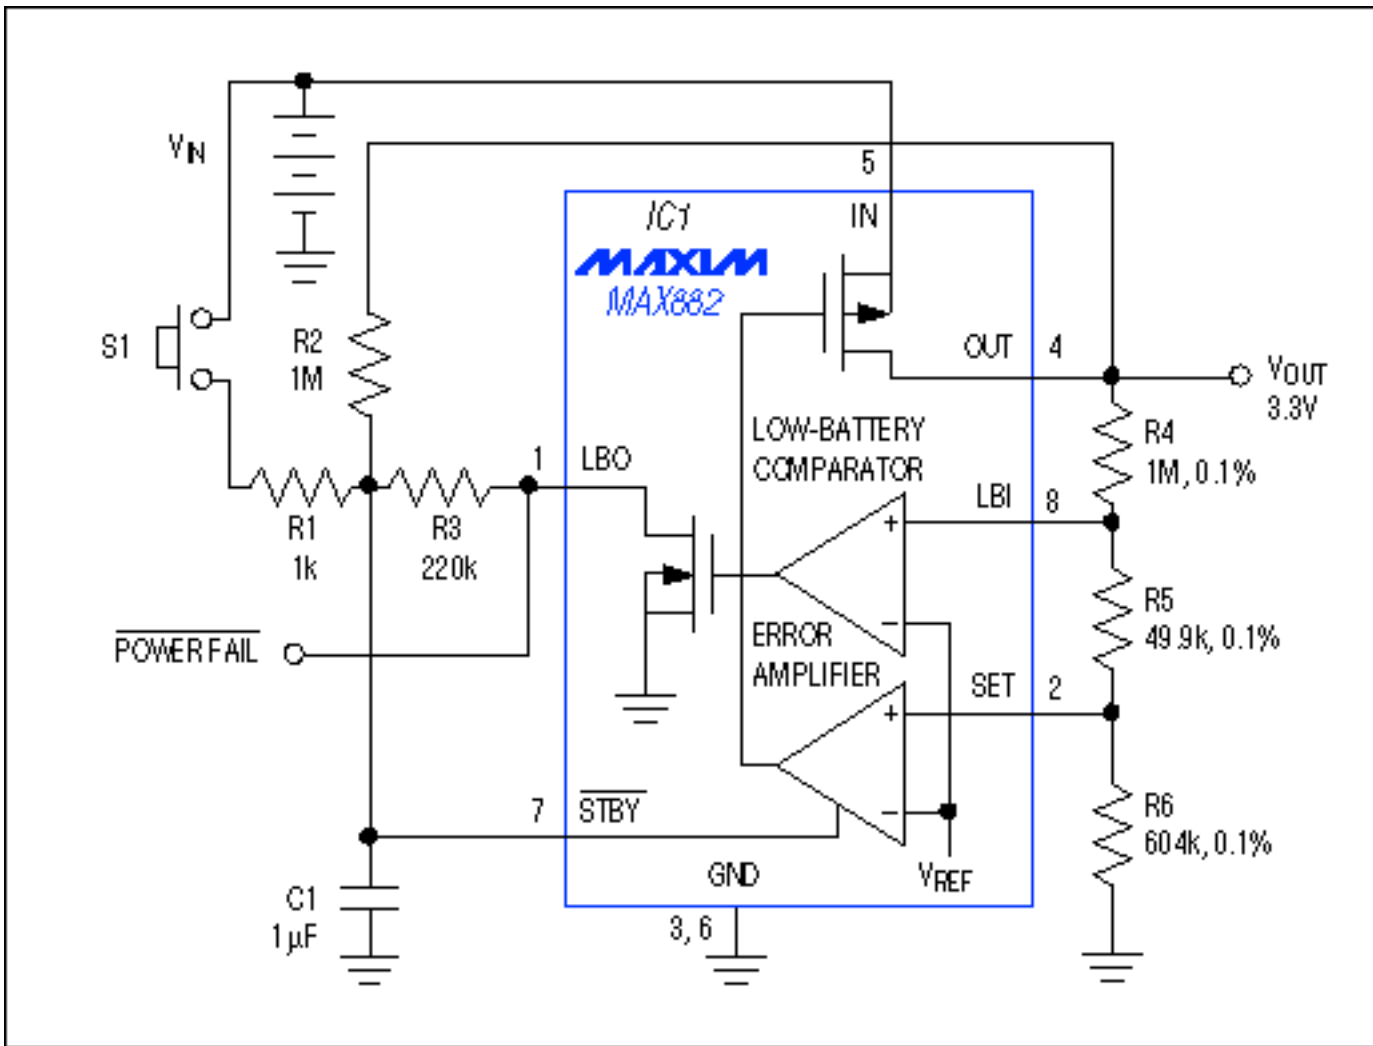 VIN
5
IC1
IN
MAXIM
MAX882
S1
R2
1M
OUT
4
VOUT
3.3V
LOW-BATTERY
COMPARATOR
R4
1M, 0.1%
1
LBO
LBI
8
+
R1
1k
R3
220k
R5
49.9k, 0.1%
−
POWER FAIL
ERROR
AMPLIFIER
SET
2
+
7
STBY
−
R6
604k, 0.1%
GND
VREF
C1
1µF
3, 6